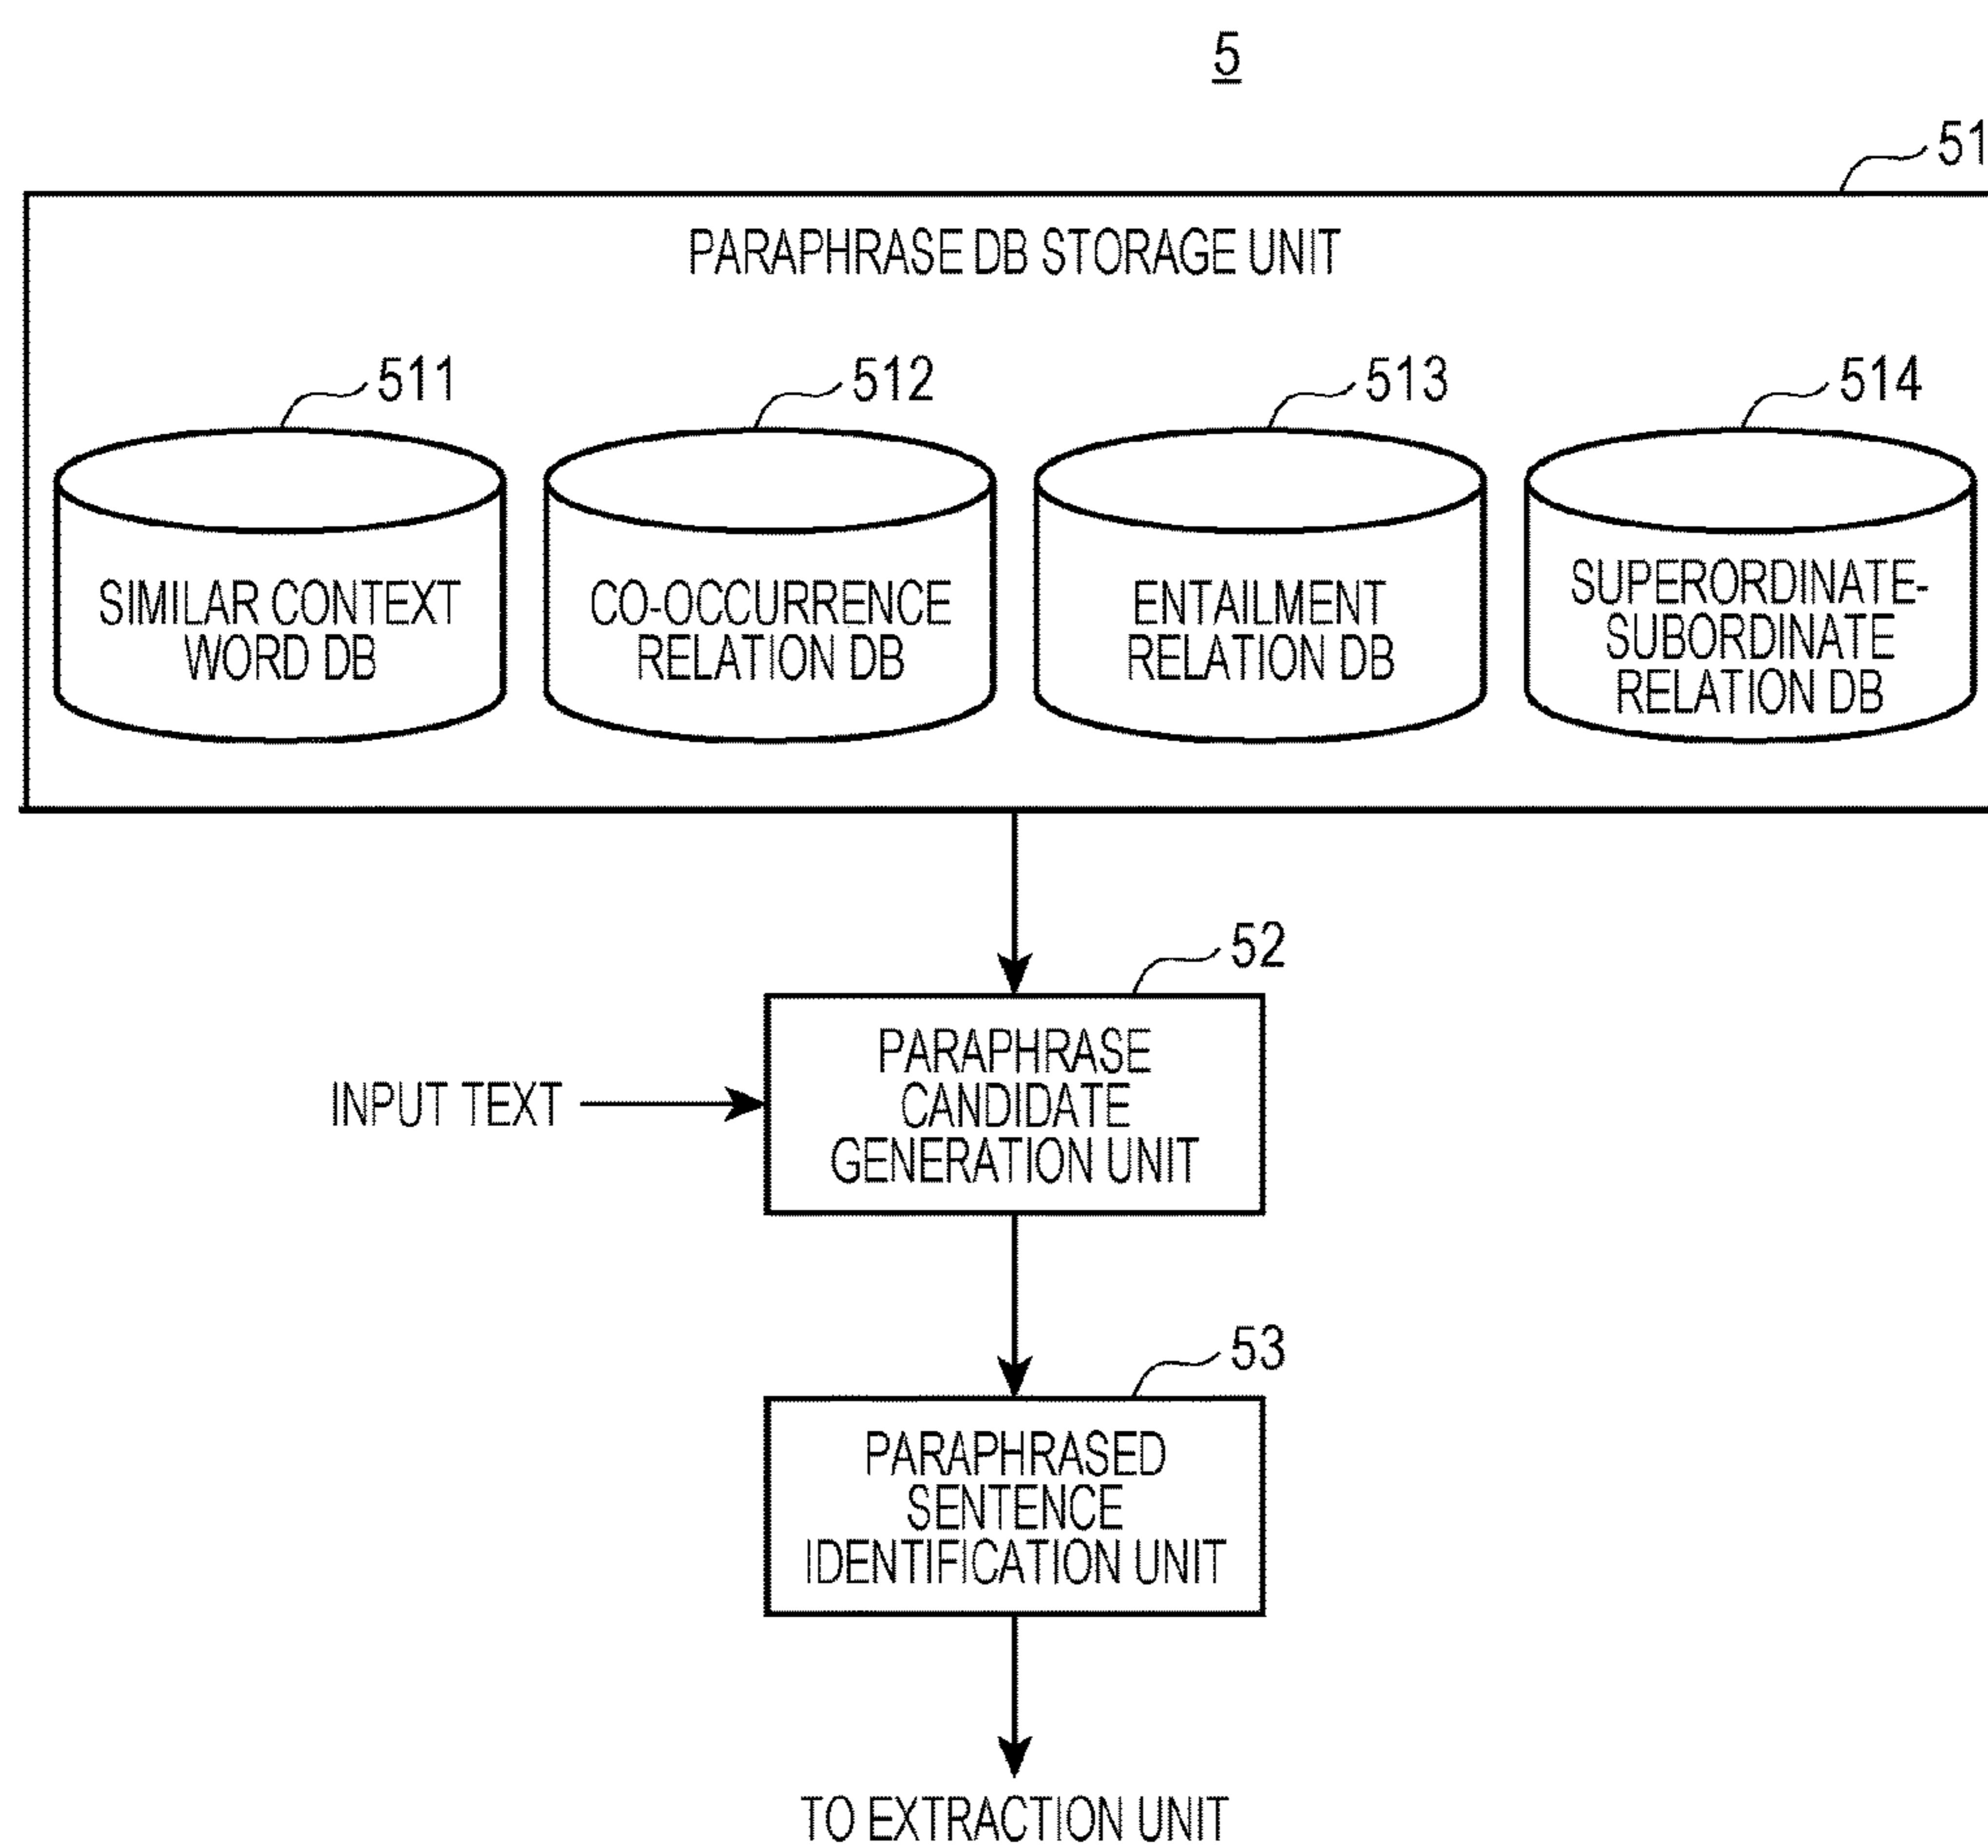 5
51
PARAPHRASE DB STORAGE UNIT
511
512
513
514
SIMILAR CONTEXT
WORD DB
CO-OCCURRENCE
RELATION DB
ENTAILMENT
RELATION DB
SUPERORDINATE-
SUBORDINATE
RELATION DB
52
PARAPHRASE
CANDIDATE
GENERATION UNIT
INPUT TEXT
53
PARAPHRASED
SENTENCE
IDENTIFICATION UNIT
TO EXTRACTION UNIT